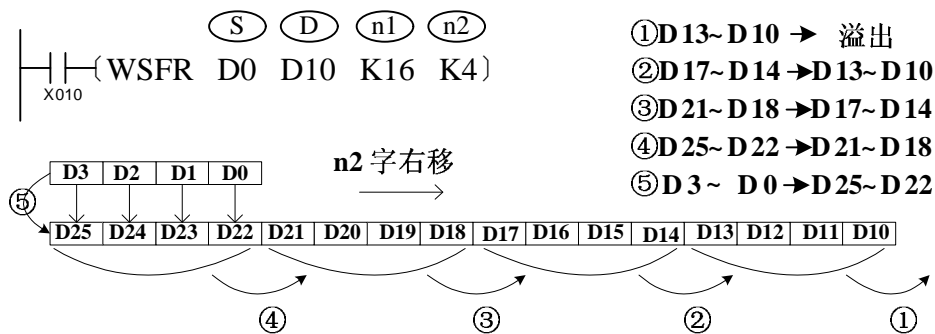 S D n1 n2
WSFR D0 D10 K16 K4
X010
①D13~D10 → 溢出
②D17~D14→D13~D10
③D21~D18→D17~D14
④D25~D22→D21~D18
⑤D3~ D0→D25~D22
n2 字右移
D3 D2 D1 D0
⑤
D25 D24 D23 D22 D21 D20 D19 D18 D17 D16 D15 D14 D13 D12 D11 D10
④ ③ ② ①